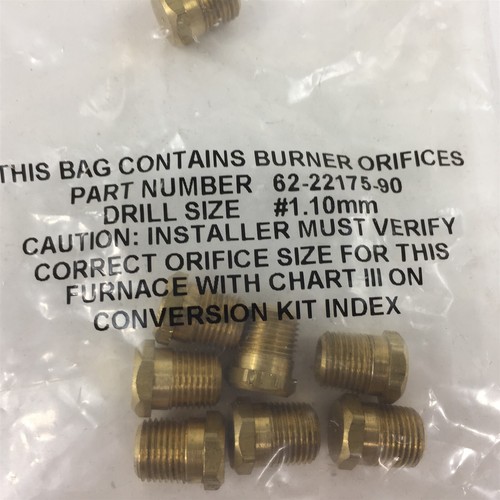 THIS BAG CONTAINS BURNER ORIFICES
PART NUMBER 62-22175-90
DRILL SIZE #1.10mm
CAUTION: INSTALLER MUST VERIFY
CORRECT ORIFICE SIZE FOR THIS
FURNACE WITH CHART III ON
CONVERSION KIT INDEX